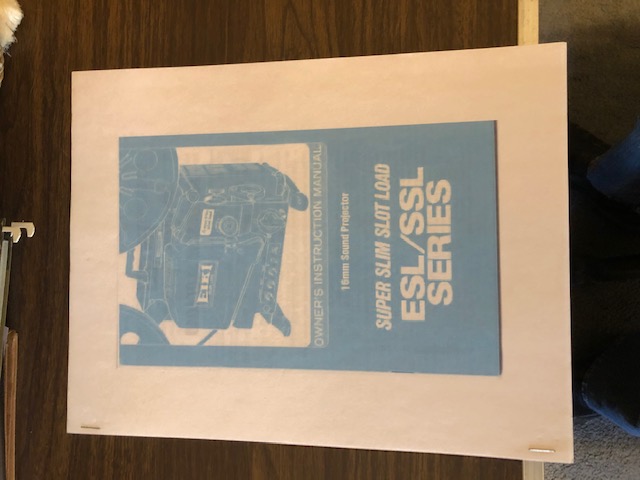 SUPER SLIM SLOT LOAD
ESL/SSL
SERIES
16mm Sound Projector
OWNER'S INSTRUCTION MANUAL
EIKI